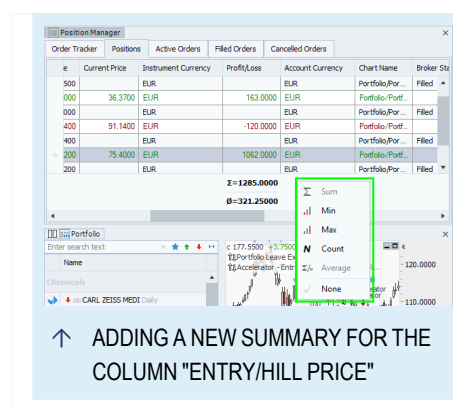 Position Manager
Order Tracker Positions Active Orders Filled Orders Cancelled Orders
e Current Price Instrument Currency Profit/Loss Account Currency Chart Name Broker Sta
500 EUR EUR Portfolio/Por... Filled
000 36.3700 EUR 163.0000 EUR Portfolio/Portf...
000 EUR EUR Portfolio/Por... Filled
400 91.1400 EUR -120.0000 EUR Portfolio/Portf...
400 EUR EUR Portfolio/Por... Filled
200 75.4000 EUR 1062.0000 EUR Portfolio/Portf...
200 EUR EUR Portfolio/Por... Filled
Σ=1285.0000
Ø=321.25000
Σ Sum
Min
Max
N Count
Σ/N Average
None
Portfolio
Enter search text
Name
Chemicals
CARL ZEISS MEDI Daily
c 177.5500 +3.7500
Portfolio Leave Ex
Accelerator - Entr
120.0000
110.0000
↑ ADDING A NEW SUMMARY FOR THE
COLUMN "ENTRY/HILL PRICE"